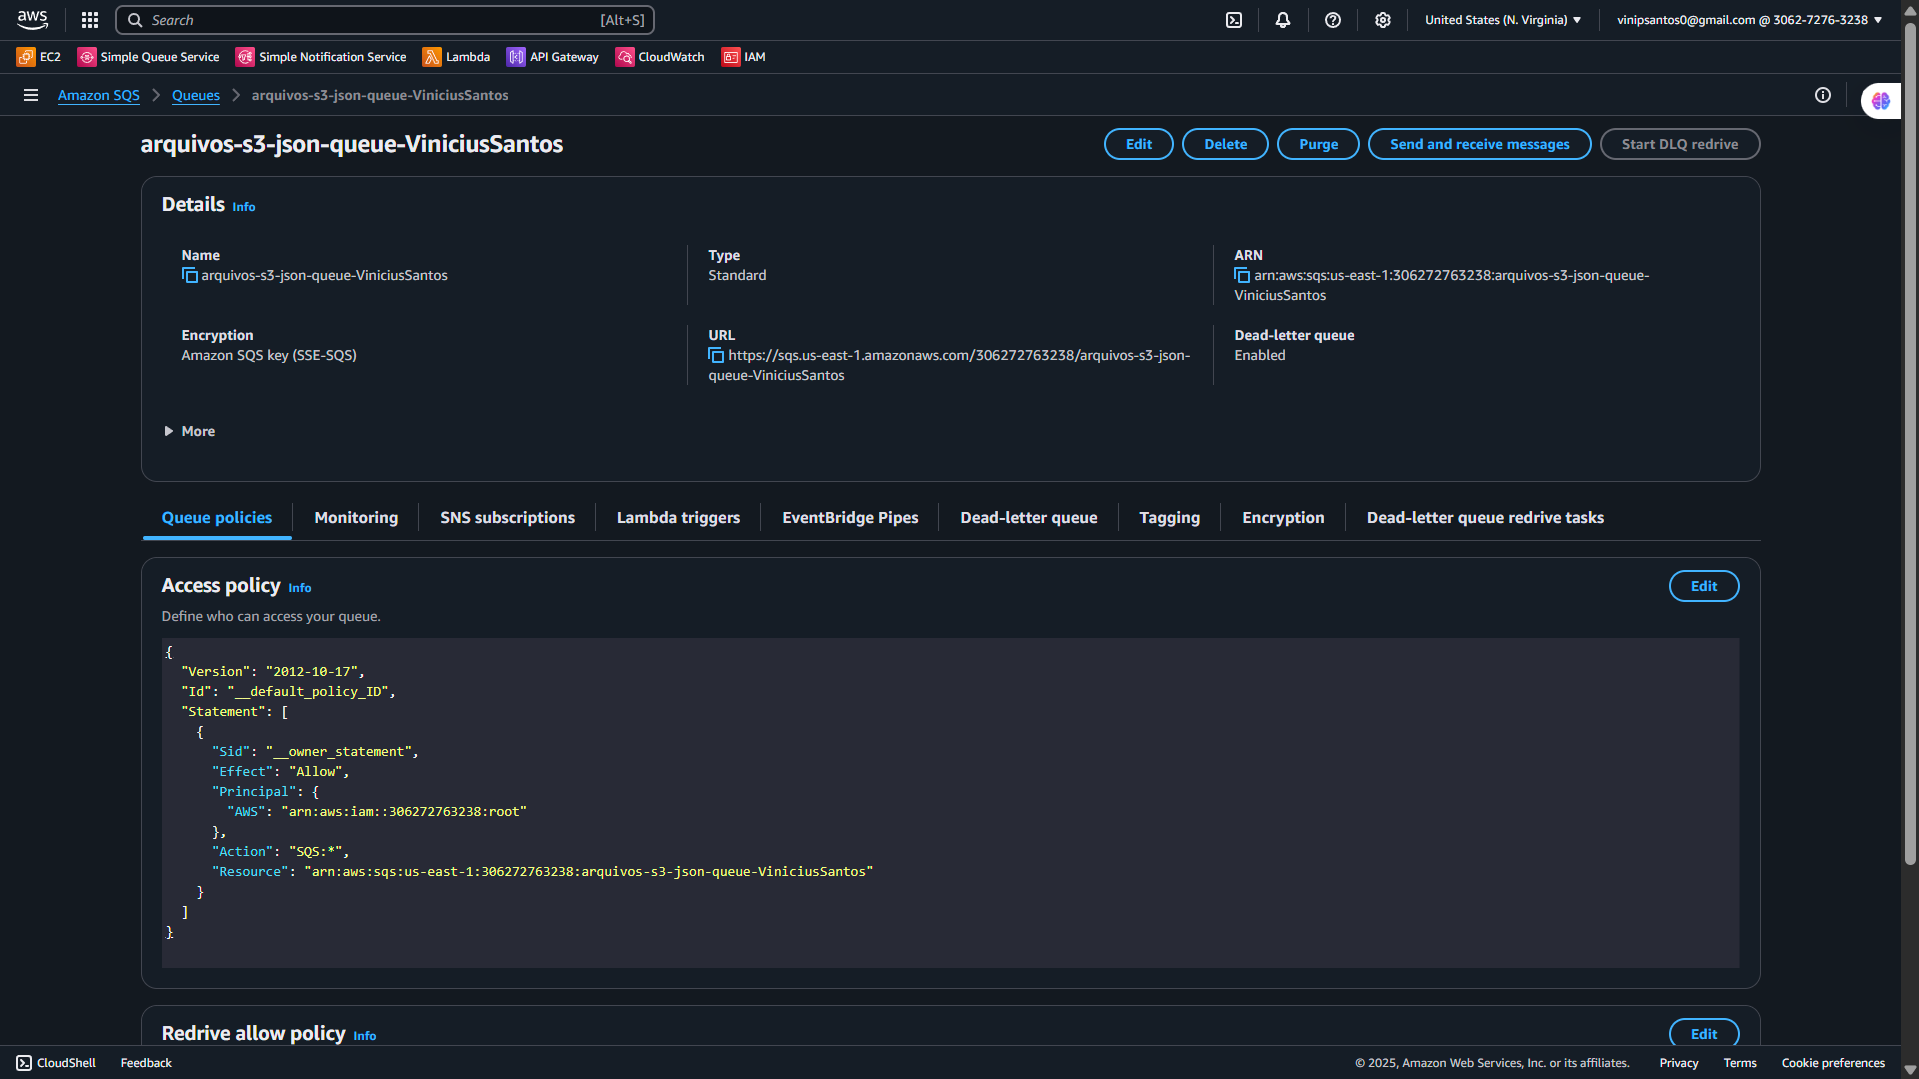 aws
Search [Alt+S]
United States (N. Virginia)
vinipsantos0@gmail.com @ 3062-7276-3238
EC2
Simple Queue Service
Simple Notification Service
Lambda
API Gateway
CloudWatch
IAM
Amazon SQS
Queues
arquivos-s3-json-queue-ViniciusSantos
arquivos-s3-json-queue-ViniciusSantos
Edit
Delete
Purge
Send and receive messages
Start DLQ redrive
Details Info
Name
arquivos-s3-json-queue-ViniciusSantos
Type
Standard
ARN
arn:aws:sqs:us-east-1:306272763238:arquivos-s3-json-queue-
ViniciusSantos
Encryption
Amazon SQS key (SSE-SQS)
URL
https://sqs.us-east-1.amazonaws.com/306272763238/arquivos-s3-json-
queue-ViniciusSantos
Dead-letter queue
Enabled
More
Queue policies
Monitoring
SNS subscriptions
Lambda triggers
EventBridge Pipes
Dead-letter queue
Tagging
Encryption
Dead-letter queue redrive tasks
Access policy Info
Edit
Define who can access your queue.
{
  "Version": "2012-10-17",
  "Id": "__default_policy_ID",
  "Statement": [
    {
      "Sid": "__owner_statement",
      "Effect": "Allow",
      "Principal": {
        "AWS": "arn:aws:iam::306272763238:root"
      },
      "Action": "SQS:*",
      "Resource": "arn:aws:sqs:us-east-1:306272763238:arquivos-s3-json-queue-ViniciusSantos"
    }
  ]
}
Redrive allow policy Info
Edit
CloudShell
Feedback
© 2025, Amazon Web Services, Inc. or its affiliates.
Privacy
Terms
Cookie preferences